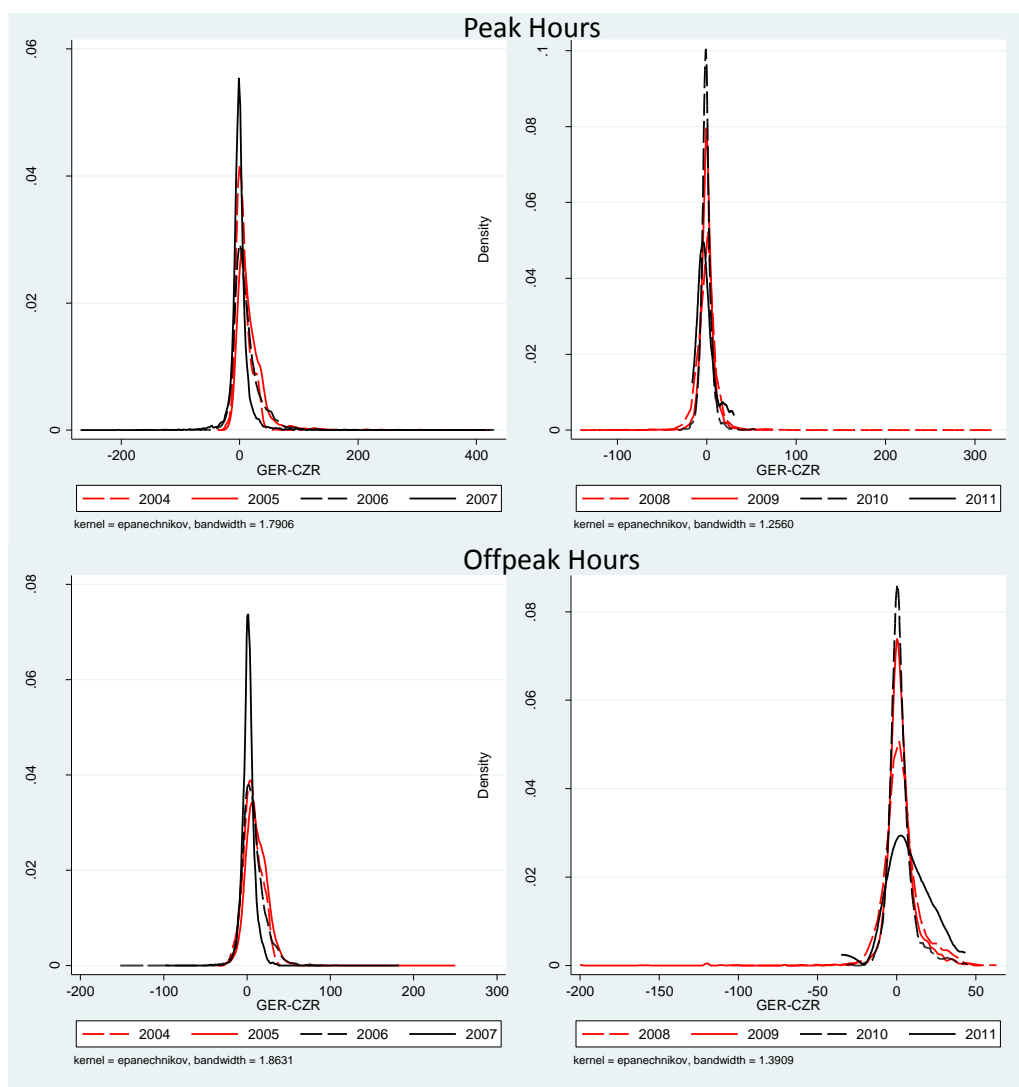 Peak Hours
.06
.04
.02
0
-200 0 200 400
GER-CZR
2004 2005 2006 2007
kernel = epanechnikov, bandwidth = 1.7906
Density
.1
.08
.06
.04
.02
0
-100 0 100 200 300
GER-CZR
2008 2009 2010 2011
kernel = epanechnikov, bandwidth = 1.2560
Offpeak Hours
.08
.06
.04
.02
0
-200 -100 0 100 200 300
GER-CZR
2004 2005 2006 2007
kernel = epanechnikov, bandwidth = 1.8631
Density
.08
.06
.04
.02
0
-200 -150 -100 -50 0 50
GER-CZR
2008 2009 2010 2011
kernel = epanechnikov, bandwidth = 1.3909